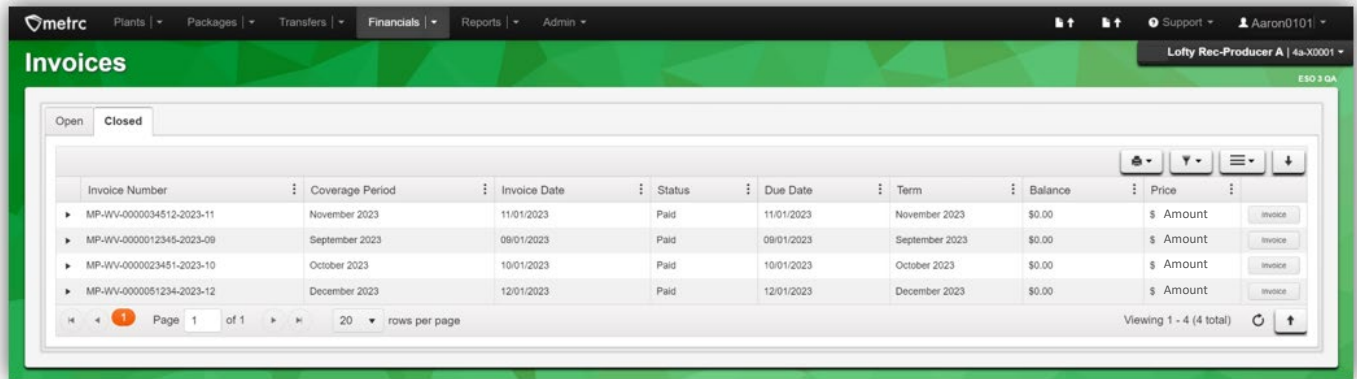 metrc Plants | Packages | Transfers | Financials | Reports | Admin Support Aaron0101
Lofty Rec-Producer A | 4a-X0001
Invoices
ESO 3 QA
Open Closed
Invoice Number Coverage Period Invoice Date Status Due Date Term Balance Price
MP-WV-0000034512-2023-11 November 2023 11/01/2023 Paid 11/01/2023 November 2023 $0.00 $ Amount Invoice
MP-WV-0000012345-2023-09 September 2023 09/01/2023 Paid 09/01/2023 September 2023 $0.00 $ Amount Invoice
MP-WV-0000023451-2023-10 October 2023 10/01/2023 Paid 10/01/2023 October 2023 $0.00 $ Amount Invoice
MP-WV-0000051234-2023-12 December 2023 12/01/2023 Paid 12/01/2023 December 2023 $0.00 $ Amount Invoice
1 Page 1 of 1 20 rows per page Viewing 1 - 4 (4 total)